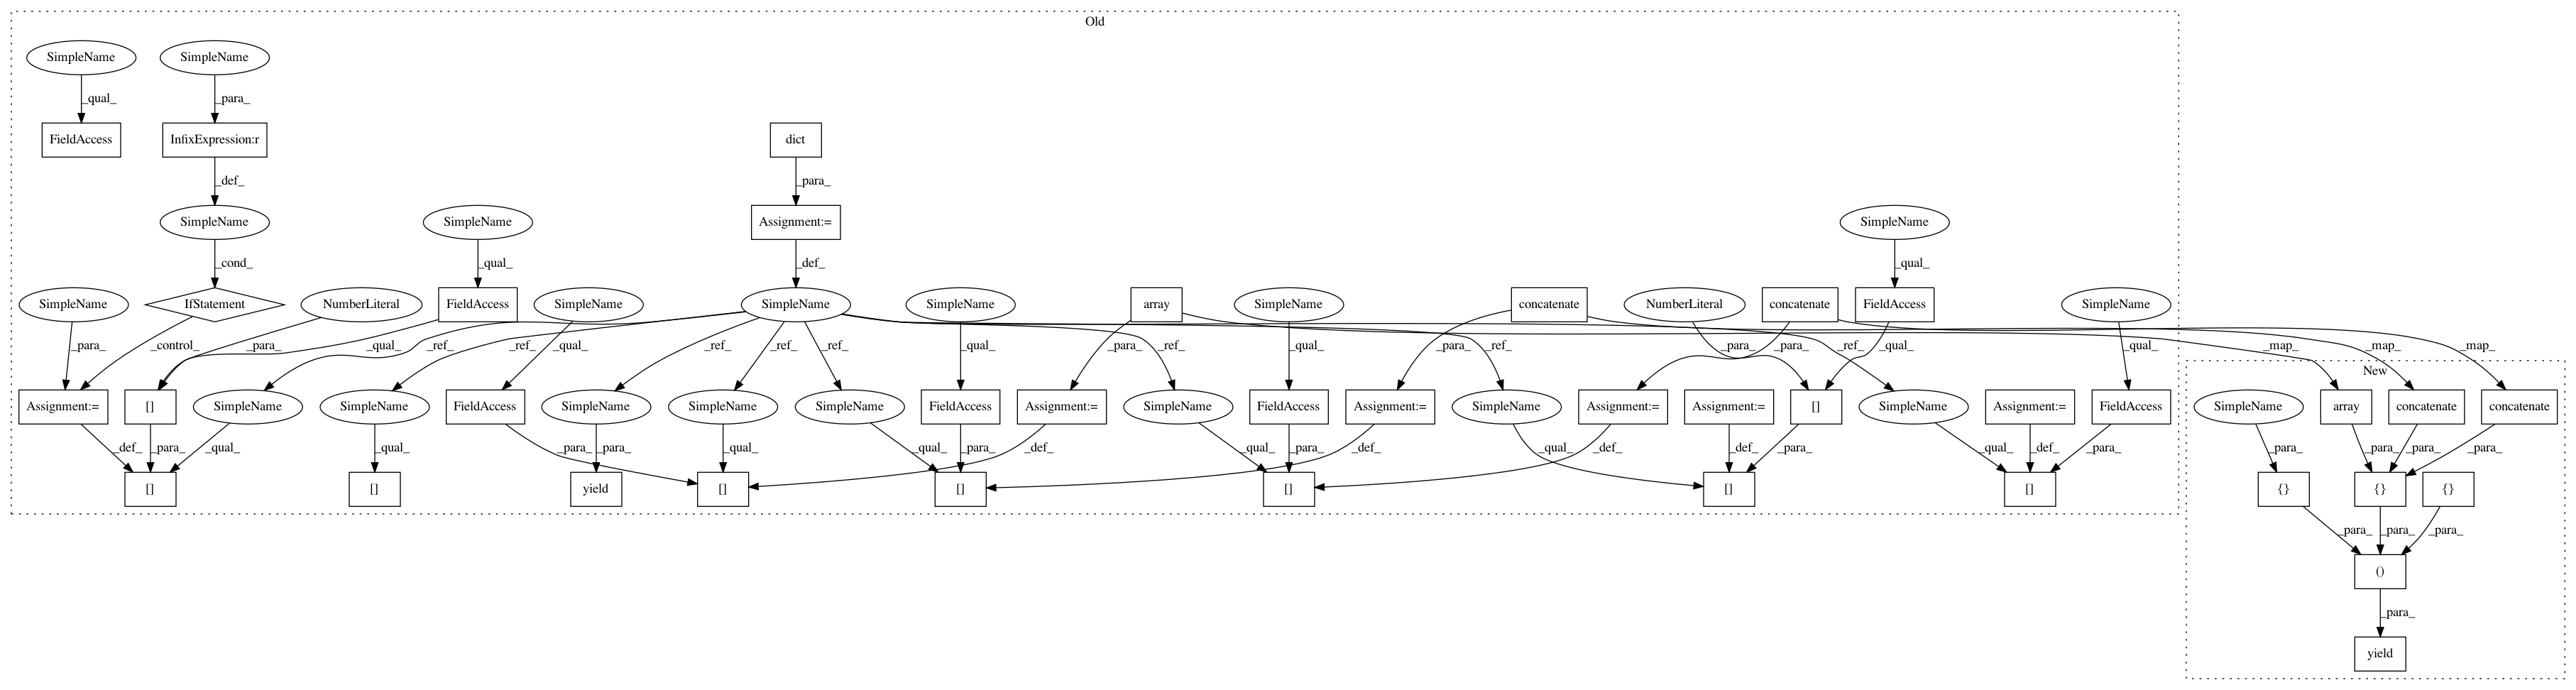 Old
SimpleName SimpleName
_qual_ _para_
FieldAccess InfixExpression:r dict
_def_ _para_
SimpleName SimpleName Assignment:= SimpleName
_cond_ _qual_ _def_ _qual_
SimpleName IfStatement NumberLiteral FieldAccess SimpleName SimpleName SimpleName array SimpleName concatenate NumberLiteral concatenate FieldAccess SimpleName
_para_ _control_ _para_ _qual_ _ref_ _ref_ _qual_ _ref_ _ref_ _ref_ _qual_ _para_ _ref_ _qual_ _para_ _ref_ _para_ _para_ _ref_ _qual_ _qual_ _map_ _map_ _map_
New
Assignment:= [] SimpleName SimpleName FieldAccess SimpleName SimpleName SimpleName FieldAccess Assignment:= SimpleName FieldAccess Assignment:= SimpleName Assignment:= Assignment:= [] SimpleName Assignment:= FieldAccess SimpleName array concatenate concatenate
_def_ _para_ _qual_ _qual_ _para_ _para_ _qual_ _qual_ _para_ _def_ _qual_ _para_ _def_ _qual_ _def_ _def_ _para_ _qual_ _def_ _para_ _para_ _para_ _para_ _para_
[] [] yield [] [] [] [] [] {} {} {}
_para_ _para_ _para_
()
_para_
yield